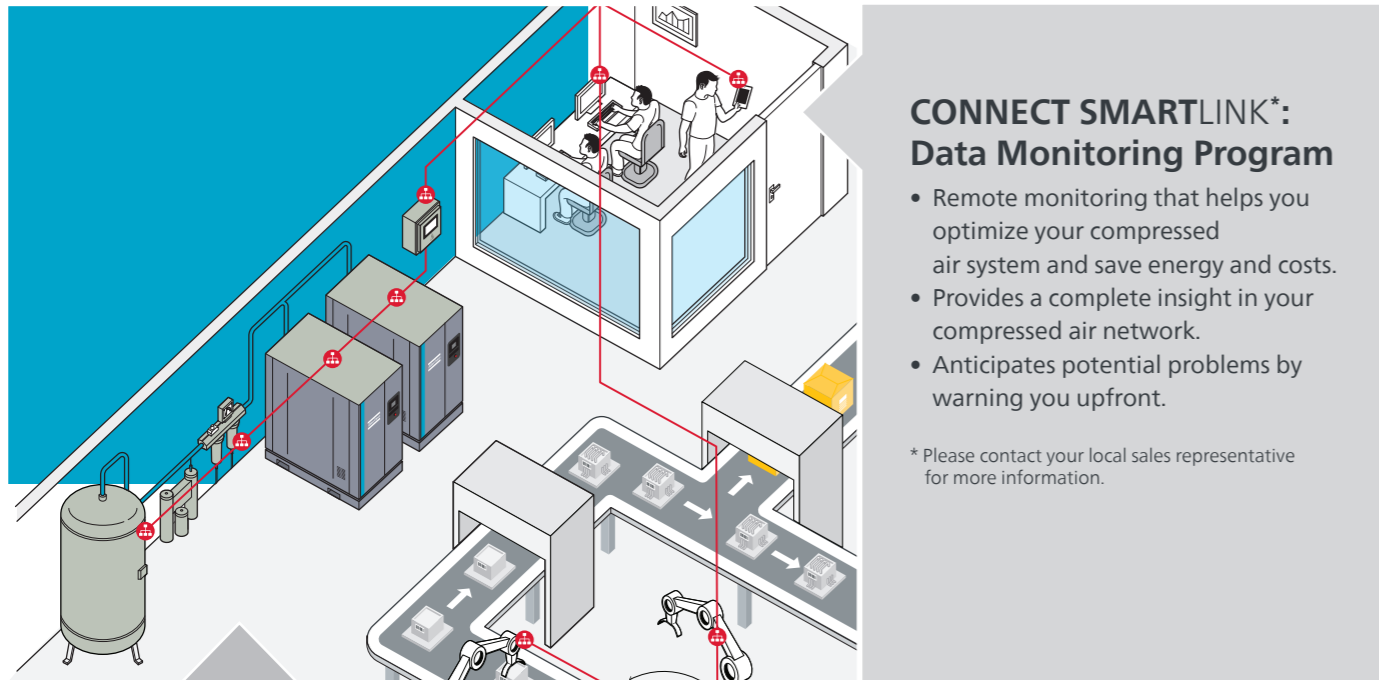 CONNECT SMARTLINK*:
Data Monitoring Program
• Remote monitoring that helps you
optimize your compressed
air system and save energy and costs.
• Provides a complete insight in your
compressed air network.
• Anticipates potential problems by
warning you upfront.
* Please contact your local sales representative
for more information.